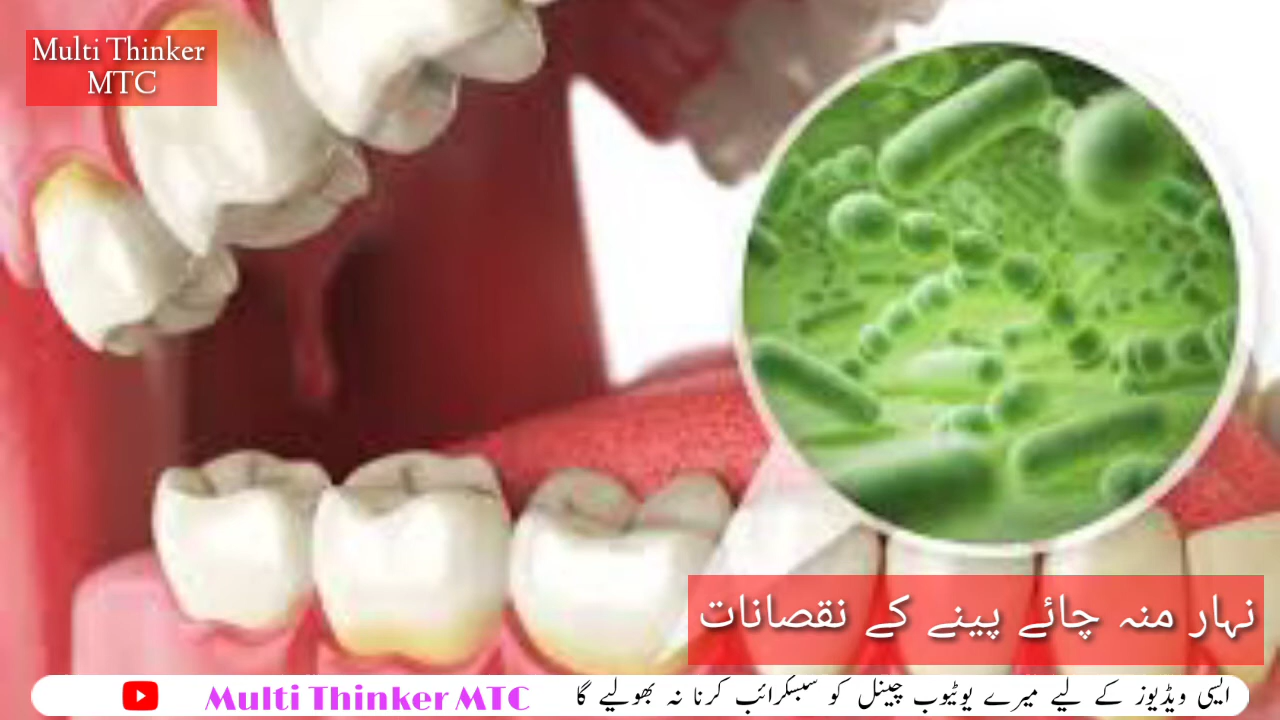 Multi Thinker
MTC
نہار منہ چائے پینے کے نقصانات
Multi Thinker MTC ایسی ویڈیوز کے لیے میرے یوٹیوب چینل کو سبسکرائب کرنا نہ بھولیے گا